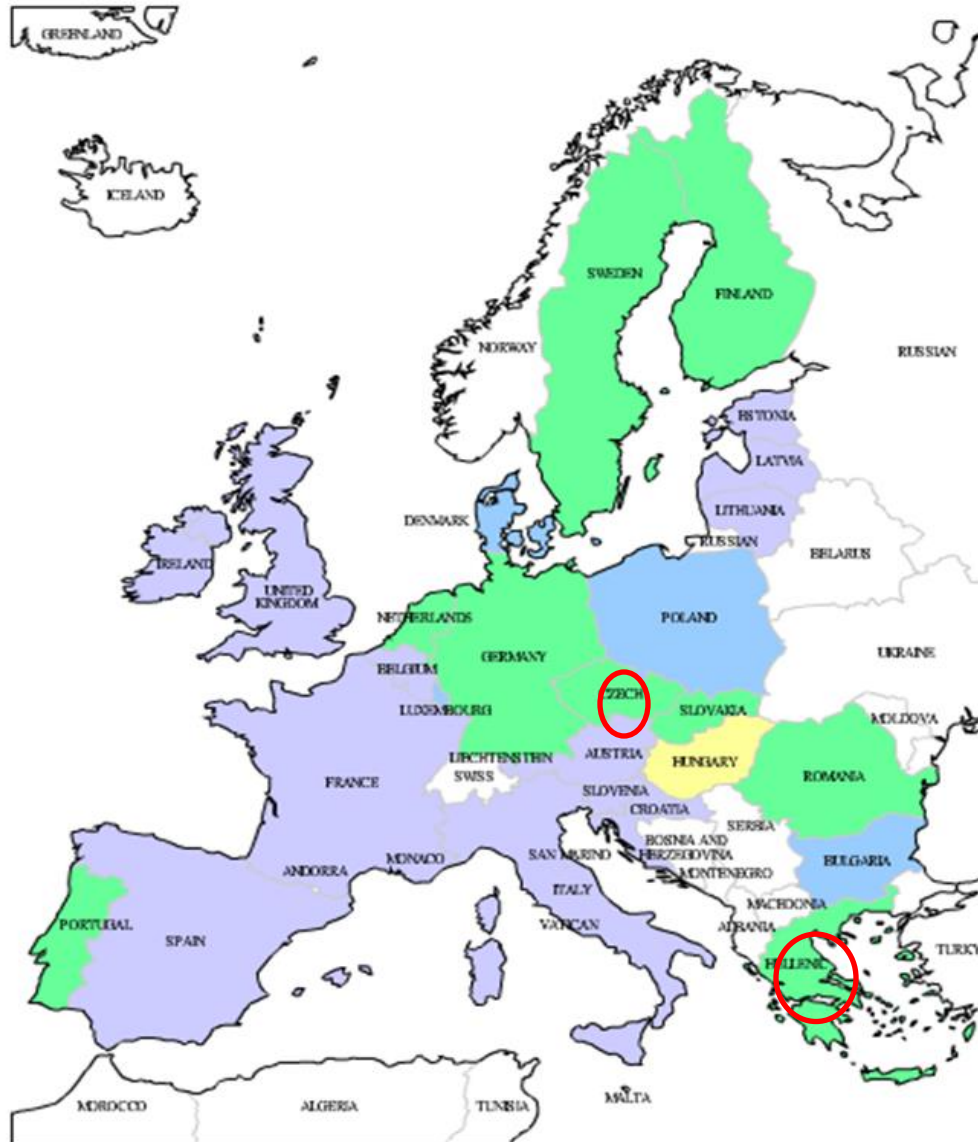 GREENLAND
ICELAND
SWEDEN
FINLAND
NORWAY
RUSSIAN
ESTONIA
LATVIA
LITHUANIA
DENMARK
RUSSIAN
BELARUS
IRELAND
UNITED
KINGDOM
NETHERLANDS
POLAND
GERMANY
UKRAINE
BELGIUM
CZECH
LUXEMBOURG
SLOVAKIA
MOLDOVA
LIECHTENSTEIN
AUSTRIA
HUNGARY
SWISS
FRANCE
ROMANIA
SLOVENIA
CROATIA
SERBIA
BOSNIA AND
HERZEGOVINA
SAN MARINO
MONACO
ANDORRA
BULGARIA
MONTENEGRO
ITALY
MACEDONIA
VATICAN
ALBANIA
PORTUGAL
SPAIN
HELLENIC
TURKY
MALTA
MOROCCO
ALGERIA
TUNISIA